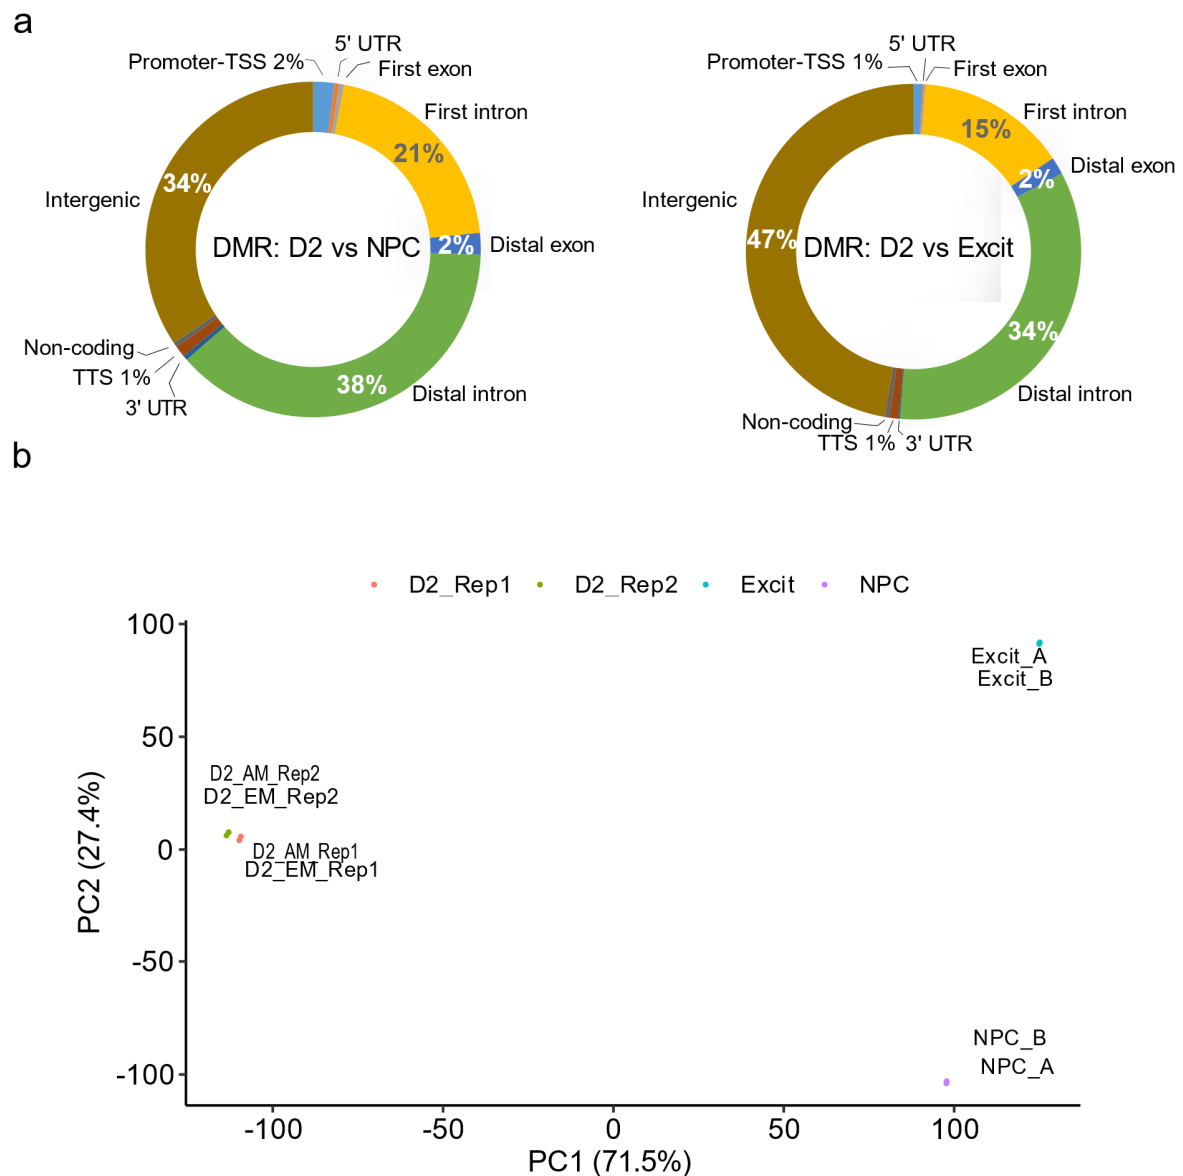 a
Promoter-TSS 2%
5' UTR
First exon
First intron
21%
Distal exon
2%
Intergenic
34%
DMR: D2 vs NPC
Non-coding
TTS 1%
3' UTR
38%
Distal intron
Promoter-TSS 1%
5' UTR
First exon
First intron
15%
Distal exon
2%
Intergenic
47%
DMR: D2 vs Excit
34%
Distal intron
Non-coding
TTS 1%
3' UTR
b
D2_Rep1 D2_Rep2 Excit NPC
100
50
0
-50
-100
PC2 (27.4%)
Excit_A
Excit_B
D2_AM_Rep2
D2_EM_Rep2
D2_AM_Rep1
D2_EM_Rep1
NPC_B
NPC_A
-100 -50 0 50 100
PC1 (71.5%)